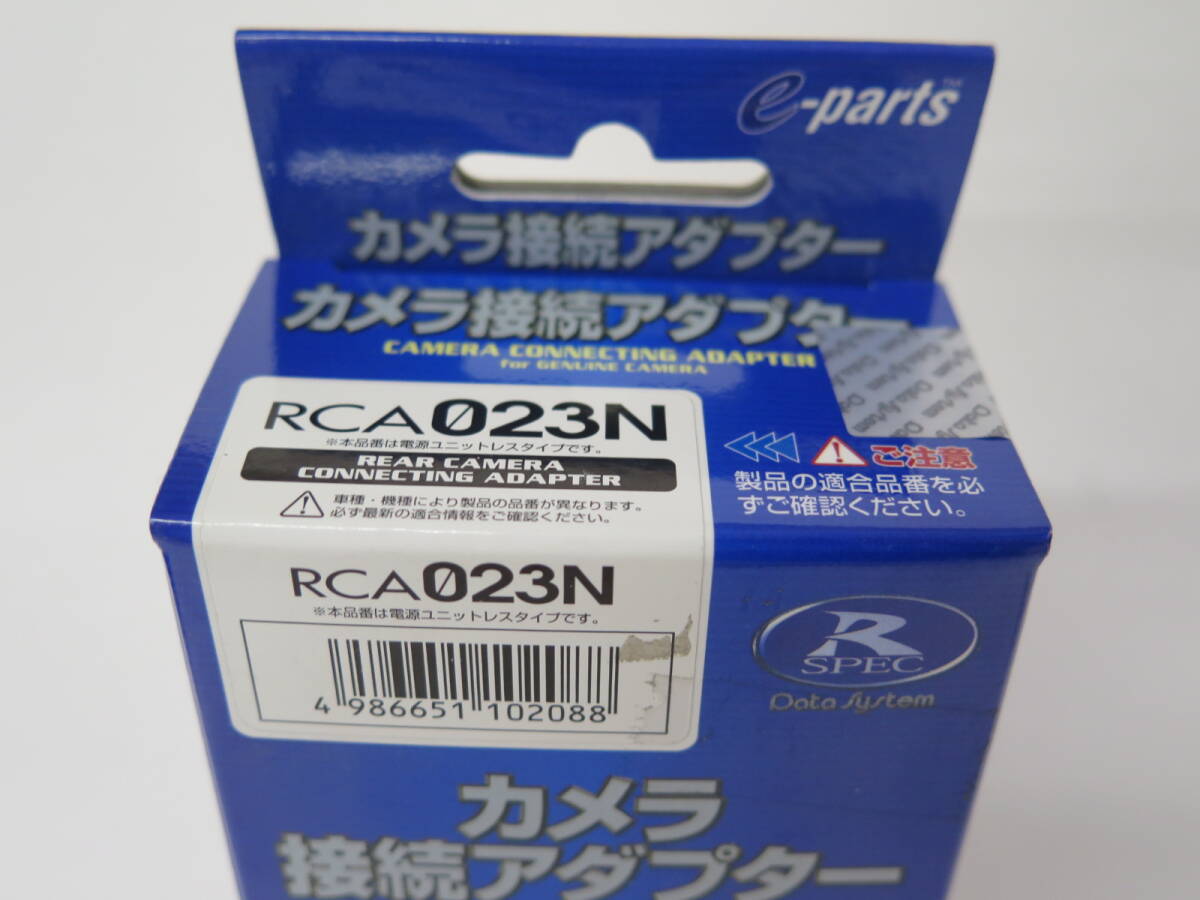 e-parts™
カメラ接続アダプター
カメラ接続アダプター
CAMERA CONNECTING ADAPTER
for GENUINE CAMERA
RCA023N
※本品番は電源ユニットレスタイプです。
REAR CAMERA
CONNECTING ADAPTER
車種・機種により製品の品番が異なります。
必ず最新の適合情報をご確認ください。
ご注意
製品の適合品番を必
ずご確認ください。
RCA023N
※本品番は電源ユニットレスタイプです。
4 986651 102088
R
SPEC
Data System
カメラ
接続アダプター